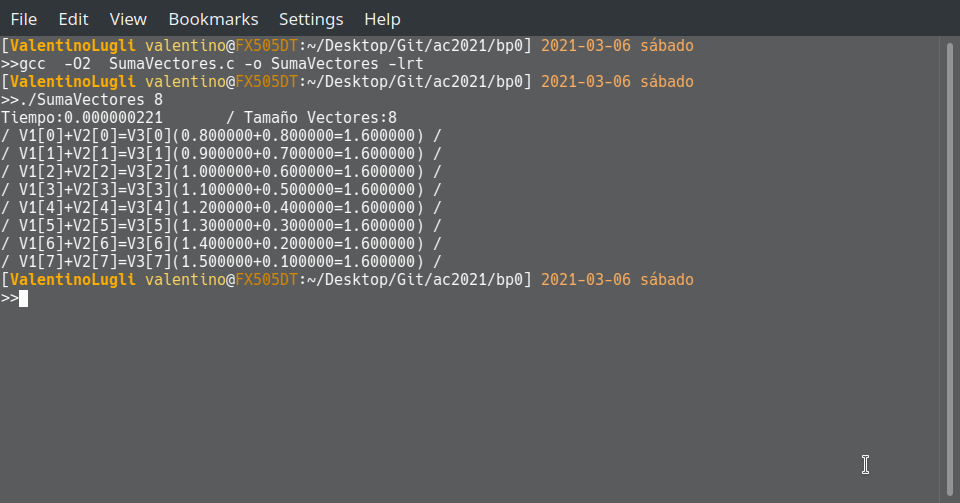 File Edit View Bookmarks Settings Help
[ValentinoLugli valentino@FX505DT:~/Desktop/Git/ac2021/bp0] 2021-03-06 sábado
>>gcc  -O2  SumaVectores.c -o SumaVectores -lrt
[ValentinoLugli valentino@FX505DT:~/Desktop/Git/ac2021/bp0] 2021-03-06 sábado
>>./SumaVectores 8
Tiempo:0.000000221       / Tamaño Vectores:8
/ V1[0]+V2[0]=V3[0](0.800000+0.800000=1.600000) /
/ V1[1]+V2[1]=V3[1](0.900000+0.700000=1.600000) /
/ V1[2]+V2[2]=V3[2](1.000000+0.600000=1.600000) /
/ V1[3]+V2[3]=V3[3](1.100000+0.500000=1.600000) /
/ V1[4]+V2[4]=V3[4](1.200000+0.400000=1.600000) /
/ V1[5]+V2[5]=V3[5](1.300000+0.300000=1.600000) /
/ V1[6]+V2[6]=V3[6](1.400000+0.200000=1.600000) /
/ V1[7]+V2[7]=V3[7](1.500000+0.100000=1.600000) /
[ValentinoLugli valentino@FX505DT:~/Desktop/Git/ac2021/bp0] 2021-03-06 sábado
>>